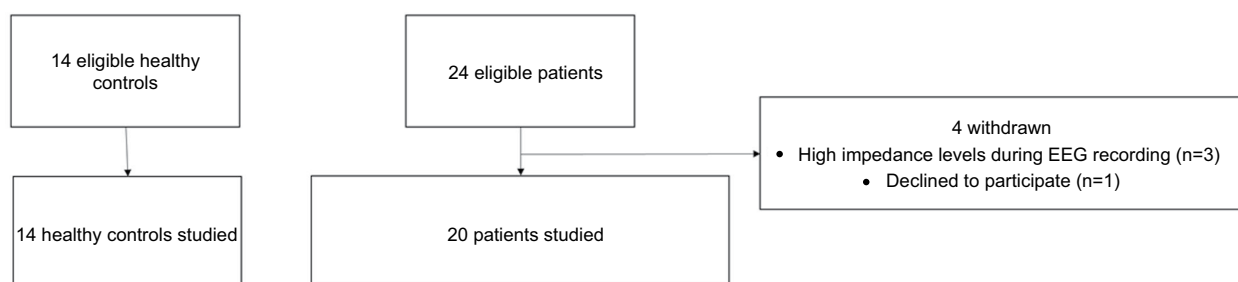 14 eligible healthy
controls
24 eligible patients
4 withdrawn
• High impedance levels during EEG recording (n=3)
• Declined to participate (n=1)
14 healthy controls studied
20 patients studied